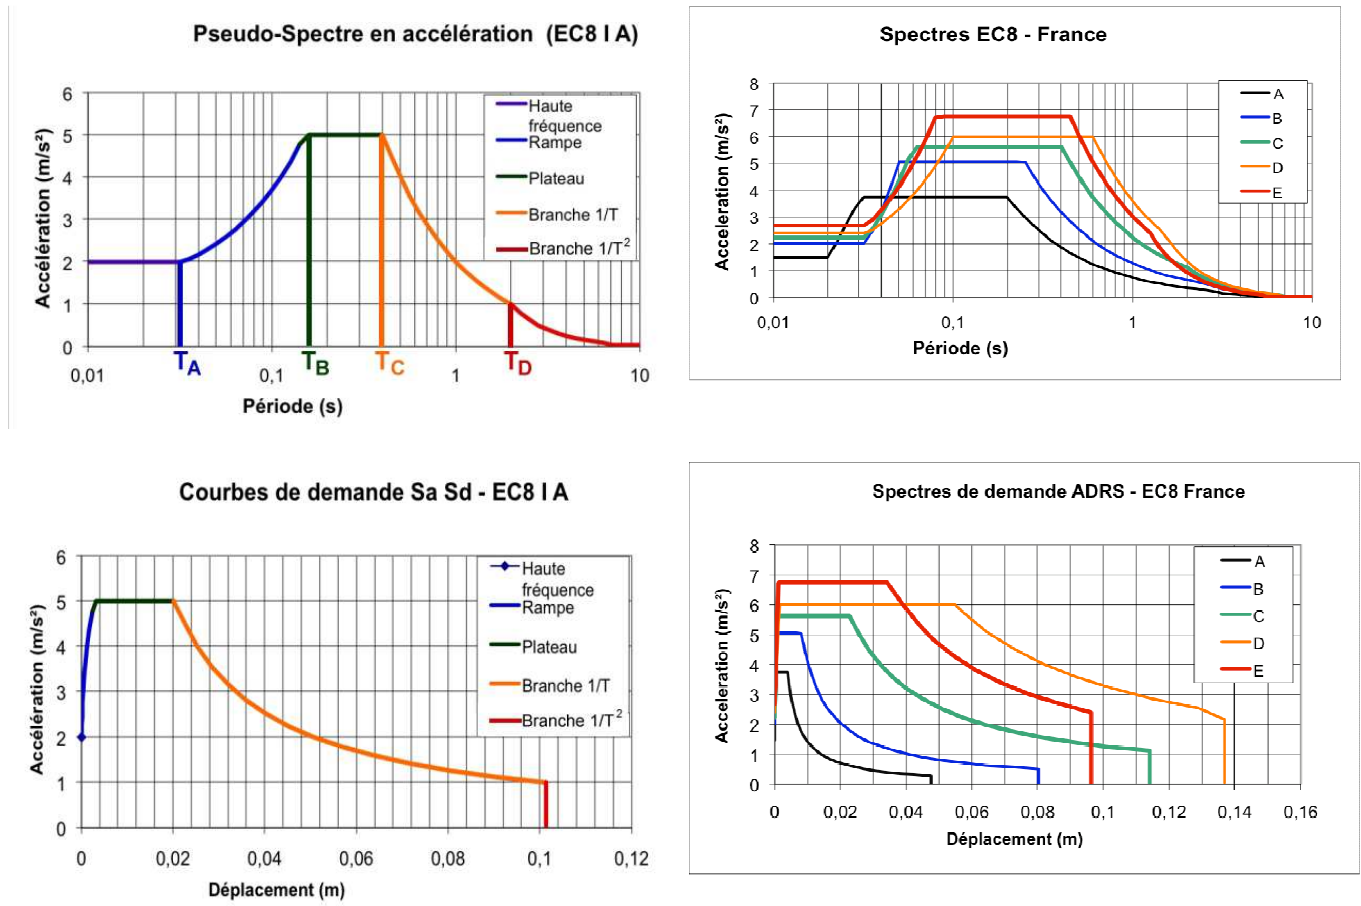 Pseudo-Spectre en accélération (EC8 I A)
6
5
4
3
2
1
0
Accélération (m/s²)
Haute
fréquence
Rampe
Plateau
Branche 1/T
Branche 1/T²
TA
TB
TC
TD
0,01
0,1
1
10
Période (s)
Spectres EC8 - France
8
7
6
5
4
3
2
1
0
Acceleration (m/s²)
A
B
C
D
E
0,01
0,1
1
10
Période (s)
Courbes de demande Sa Sd - EC8 I A
6
5
4
3
2
1
0
Accélération (m/s²)
Haute
fréquence
Rampe
Plateau
Branche 1/T
Branche 1/T²
0
0,02
0,04
0,06
0,08
0,1
0,12
Déplacement (m)
Spectres de demande ADRS - EC8 France
8
7
6
5
4
3
2
1
0
Acceleration (m/s²)
A
B
C
D
E
0
0,02
0,04
0,06
0,08
0,1
0,12
0,14
0,16
Déplacement (m)